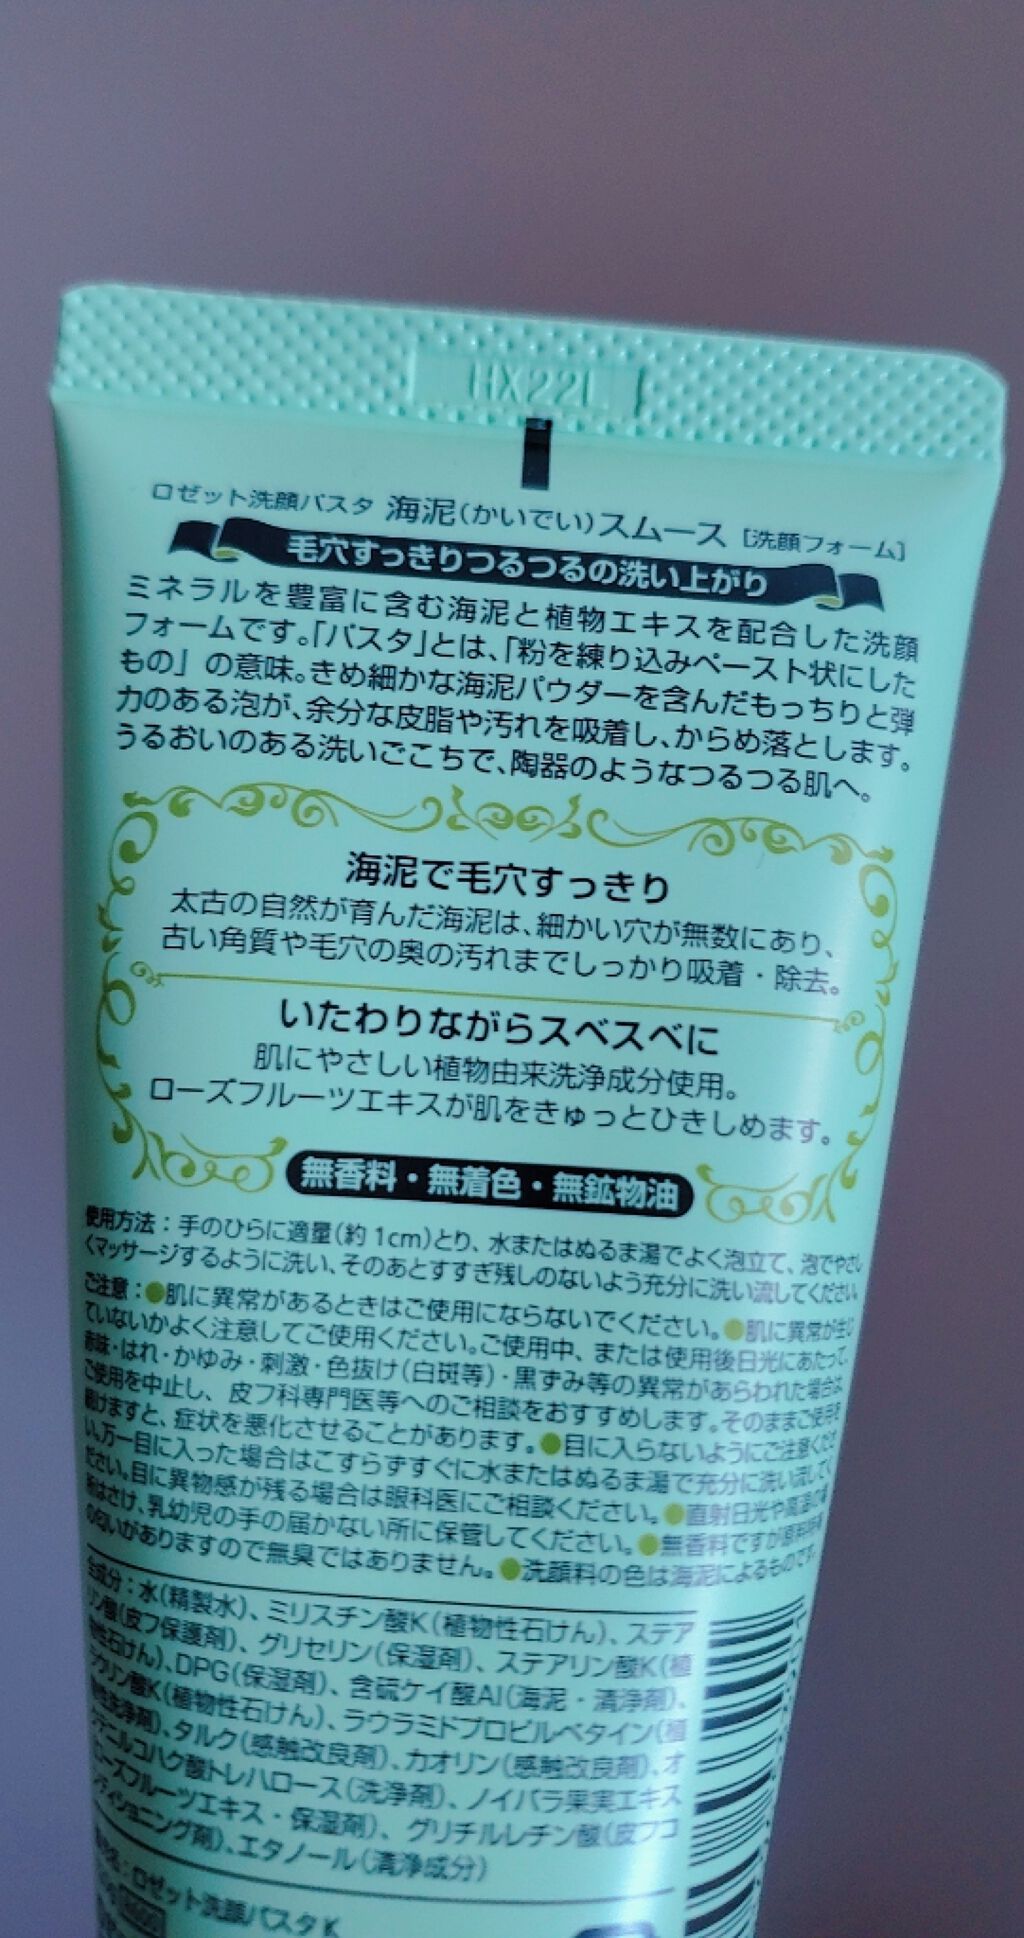 HX221
ロゼット洗顔パスタ 海泥(かいでい)スムース [洗顔フォーム]
毛穴すっきりつるつるの洗い上がり
ミネラルを豊富に含む海泥と植物エキスを配合した洗顔
フォームです。「パスタ」とは、「粉を練り込みペースト状にした
もの」の意味。きめ細かな海泥パウダーを含んだもっちりと弾
力のある泡が、余分な皮脂や汚れを吸着し、からめ落とします。
うるおいのある洗いごこちで、陶器のようなつるつる肌へ。
海泥で毛穴すっきり
太古の自然が育んだ海泥は、細かい穴が無数にあり、
古い角質や毛穴の奥の汚れまでしっかり吸着・除去。
いたわりながらスベスベに
肌にやさしい植物由来洗浄成分使用。
ローズフルーツエキスが肌をきゅっとひきしめます。
無香料・無着色・無鉱物油
使用方法：手のひらに適量(約1cm)とり、水またはぬるま湯でよく泡立て、泡でやさし
くマッサージするように洗い、そのあとすすぎ残しのないよう充分に洗い流してください。
ご注意：●肌に異常があるときはご使用にならないでください。●肌に異常が生じ
ていないかよく注意してご使用ください。ご使用中、または使用後日光にあたって、
赤味・はれ・かゆみ・刺激・色抜け(白斑等)・黒ずみ等の異常があらわれた場合は
ご使用を中止し、皮フ科専門医等へのご相談をおすすめします。そのままご使用を
続けますと、症状を悪化させることがあります。●目に入らないようにご注意くださ
い。万一目に入った場合はこすらずすぐに水またはぬるま湯で充分に洗い流してく
ださい。目に異物感が残る場合は眼科医にご相談ください。●直射日光や高温の場
所はさけ、乳幼児の手の届かない所に保管してください。●無香料ですが原料特有
の匂いがありますので無臭ではありません。●洗顔料の色は海泥によるものです。
全成分：水(精製水)、ミリスチン酸K(植物性石けん)、ステア
リン酸(皮フ保護剤)、グリセリン(保湿剤)、ステアリン酸K(植
物性石けん)、DPG(保湿剤)、含硫ケイ酸Al(海泥・清浄剤)、
ラウリン酸K(植物性石けん)、ラウラミドプロピルベタイン(植
物性洗浄剤)、タルク(感触改良剤)、カオリン(感触改良剤)、オ
クテニルコハク酸トレハロース(洗浄剤)、ノイバラ果実エキス
(ローズフルーツエキス・保湿剤)、グリチルレチン酸(皮フコ
ンディショニング剤)、エタノール(清浄成分)
ロゼット洗顔パスタK